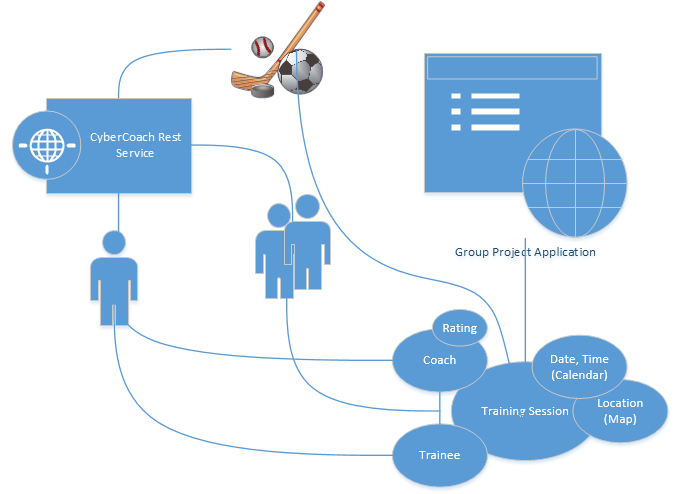 CyberCoach Rest
Service
Group Project Application
Rating
Coach
Date, Time
(Calendar)
Training Session
Location
(Map)
Trainee